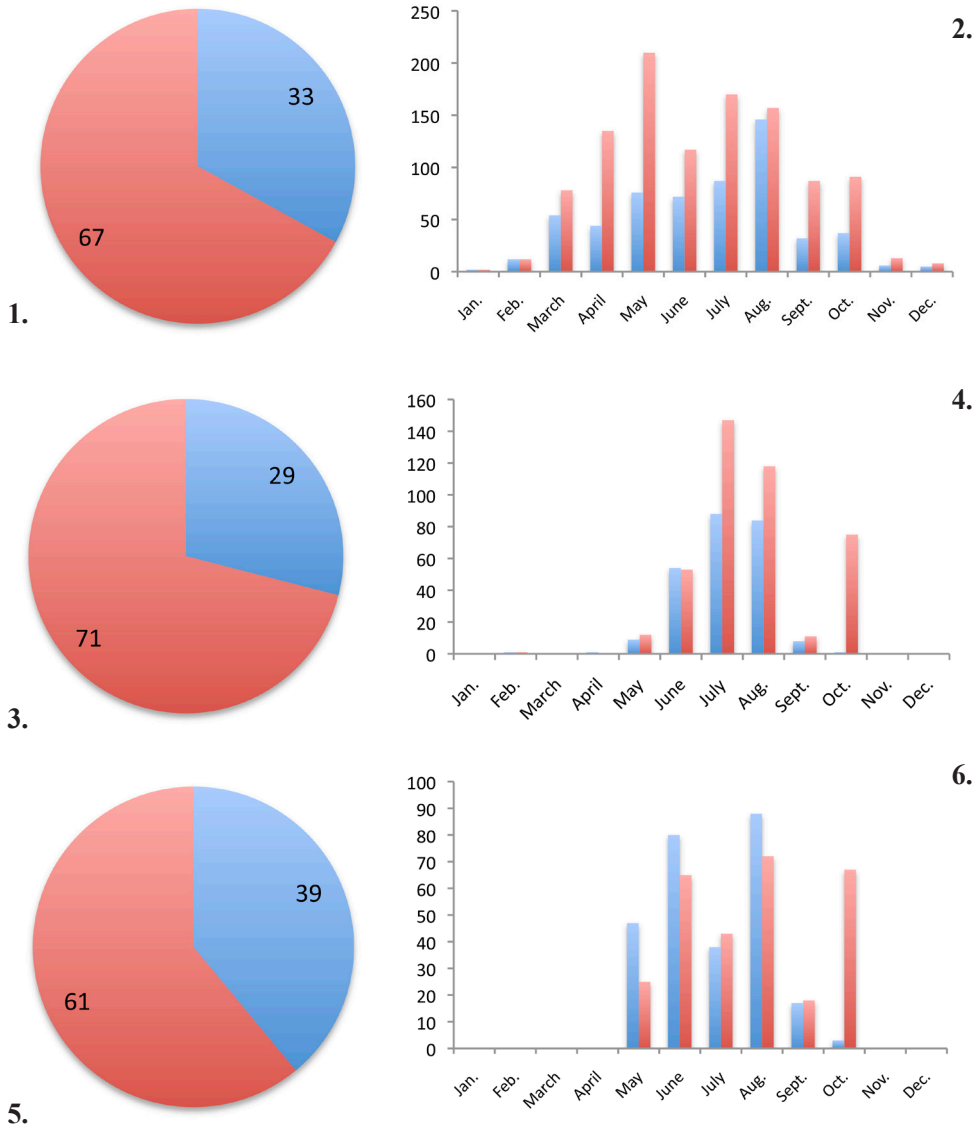 33
67
1.
2.
250
200
150
100
50
0
Jan.
Feb.
March
April
May
June
July
Aug.
Sept.
Oct.
Nov.
Dec.
29
71
3.
4.
160
140
120
100
80
60
40
20
0
Jan.
Feb.
March
April
May
June
July
Aug.
Sept.
Oct.
Nov.
Dec.
39
61
5.
6.
100
90
80
70
60
50
40
30
20
10
0
Jan.
Feb.
March
April
May
June
July
Aug.
Sept.
Oct.
Nov.
Dec.